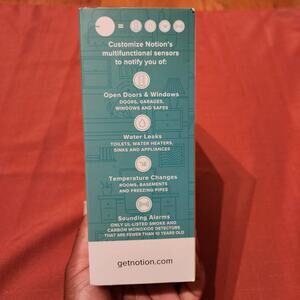 Customize Notion's
multifunctional sensors
to notify you of:
Open Doors & Windows
DOORS, GARAGES,
WINDOWS AND SAFES
Water Leaks
TOILETS, WATER HEATERS,
SINKS AND APPLIANCES
Temperature Changes
ROOMS, BASEMENTS
AND FREEZING PIPES
Sounding Alarms
ONLY UL-LISTED SMOKE AND
CARBON MONOXIDE DETECTORS
THAT ARE FEWER THAN 10 YEARS OLD
getnotion.com